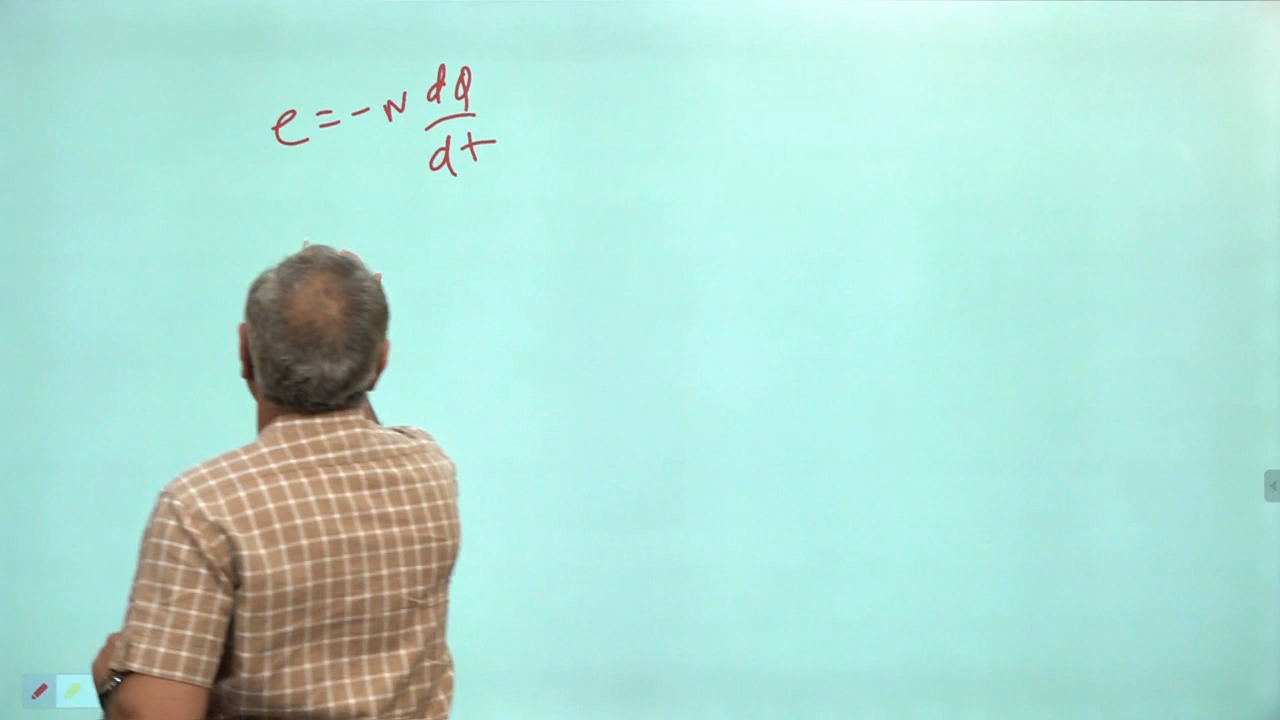 e = - N dφ/dt